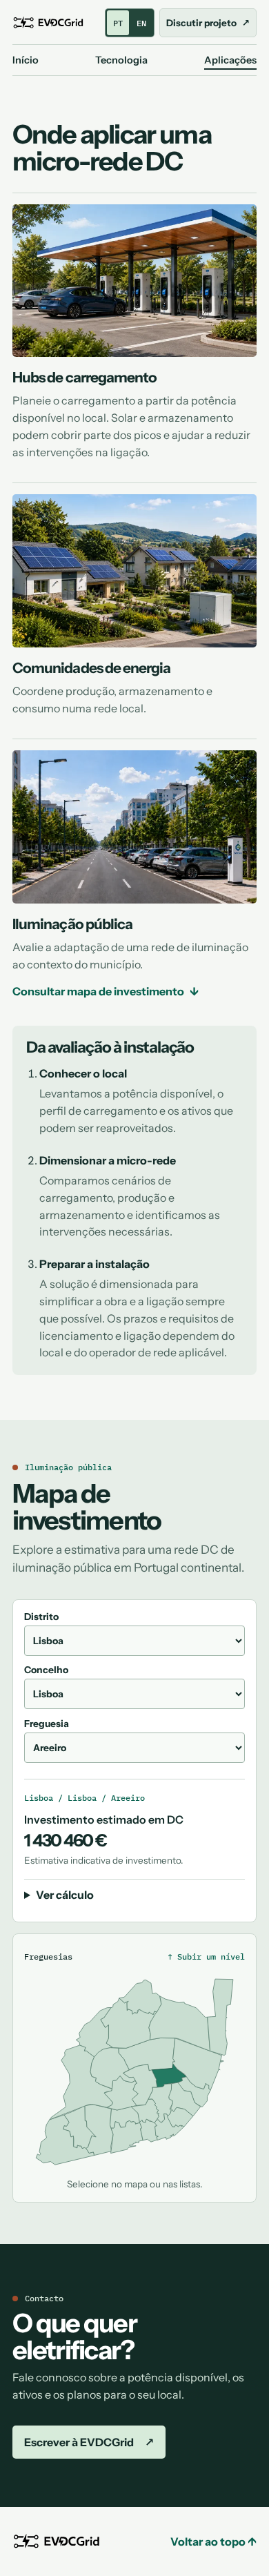 EVDCGrid
PT EN
Discutir projeto ↗
Início Tecnologia Aplicações
Onde aplicar uma
micro-rede DC
Hubs de carregamento
Planeie o carregamento a partir da potência
disponível no local. Solar e armazenamento
podem cobrir parte dos picos e ajudar a reduzir
as intervenções na ligação.
Comunidades de energia
Coordene produção, armazenamento e
consumo numa rede local.
Iluminação pública
Avalie a adaptação de uma rede de iluminação
ao contexto do município.
Consultar mapa de investimento ↓
Da avaliação à instalação
1. Conhecer o local
Levantamos a potência disponível, o
perfil de carregamento e os ativos que
podem ser reaproveitados.
2. Dimensionar a micro-rede
Comparamos cenários de
carregamento, produção e
armazenamento e identificamos as
intervenções necessárias.
3. Preparar a instalação
A solução é dimensionada para
simplificar a obra e a ligação sempre
que possível. Os prazos e requisitos de
licenciamento e ligação dependem do
local e do operador de rede aplicável.
Iluminação pública
Mapa de
investimento
Explore a estimativa para uma rede DC de
iluminação pública em Portugal continental.
Distrito
Lisboa
Concelho
Lisboa
Freguesia
Areeiro
Lisboa / Lisboa / Areeiro
Investimento estimado em DC
1 430 460 €
Estimativa indicativa de investimento.
Ver cálculo
Freguesias
↑ Subir um nível
Selecione no mapa ou nas listas.
Contacto
O que quer
eletrificar?
Fale connosco sobre a potência disponível, os
ativos e os planos para o seu local.
Escrever à EVDCGrid ↗
EVDCGrid
Voltar ao topo ↑